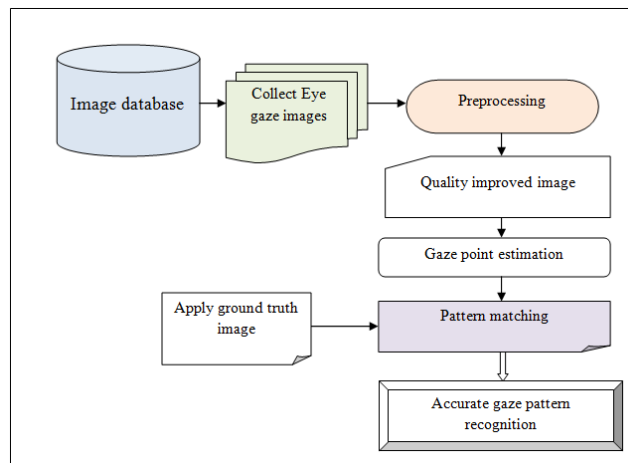 Image database
Collect Eye
gaze images
Preprocessing
Quality improved image
Gaze point estimation
Apply ground truth
image
Pattern matching
Accurate gaze pattern
recognition